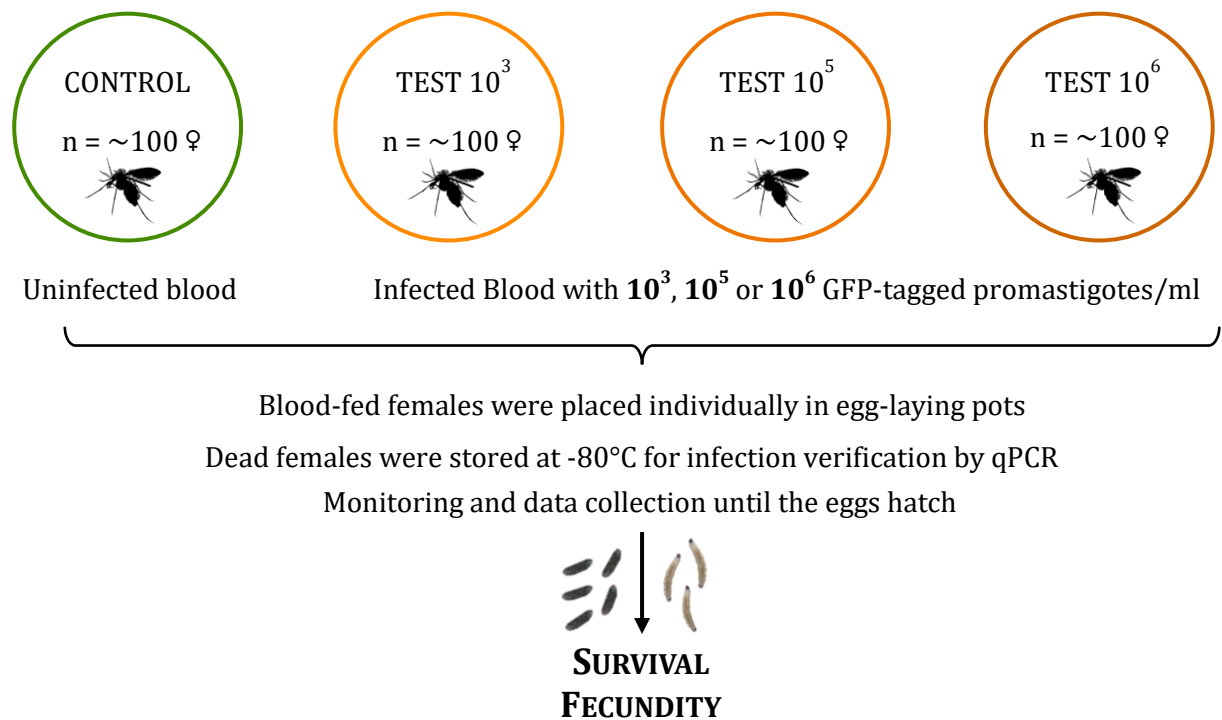 CONTROL
n = ~100 ♀
TEST 10³
n = ~100 ♀
TEST 10⁵
n = ~100 ♀
TEST 10⁶
n = ~100 ♀
Uninfected blood
Infected Blood with 10³, 10⁵ or 10⁶ GFP-tagged promastigotes/ml
Blood-fed females were placed individually in egg-laying pots
Dead females were stored at -80°C for infection verification by qPCR
Monitoring and data collection until the eggs hatch
SURVIVAL
FECUNDITY